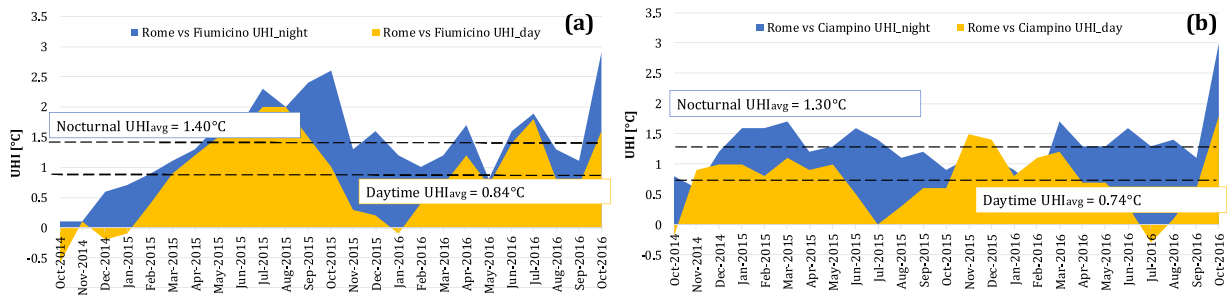 (a)
Rome vs Fiumicino UHI_night
Rome vs Fiumicino UHI_day
UHI [°C]
3.5
3
2.5
2
1.5
1
0.5
0
-0.5
Nocturnal UHIavg = 1.40°C
Daytime UHIavg = 0.84°C
Oct-2014
Nov-2014
Dec-2014
Jan-2015
Feb-2015
Mar-2015
Apr-2015
May-2015
Jun-2015
Jul-2015
Aug-2015
Sep-2015
Oct-2015
Nov-2015
Dec-2015
Jan-2016
Feb-2016
Mar-2016
Apr-2016
May-2016
Jun-2016
Jul-2016
Aug-2016
Sep-2016
Oct-2016
(b)
Rome vs Ciampino UHI_night
Rome vs Ciampino UHI_day
UHI [°C]
3.5
3
2.5
2
1.5
1
0.5
0
-0.5
Nocturnal UHIavg = 1.30°C
Daytime UHIavg = 0.74°C
Oct-2014
Nov-2014
Dec-2014
Jan-2015
Feb-2015
Mar-2015
Apr-2015
May-2015
Jun-2015
Jul-2015
Aug-2015
Sep-2015
Oct-2015
Nov-2015
Dec-2015
Jan-2016
Feb-2016
Mar-2016
Apr-2016
May-2016
Jun-2016
Jul-2016
Aug-2016
Sep-2016
Oct-2016